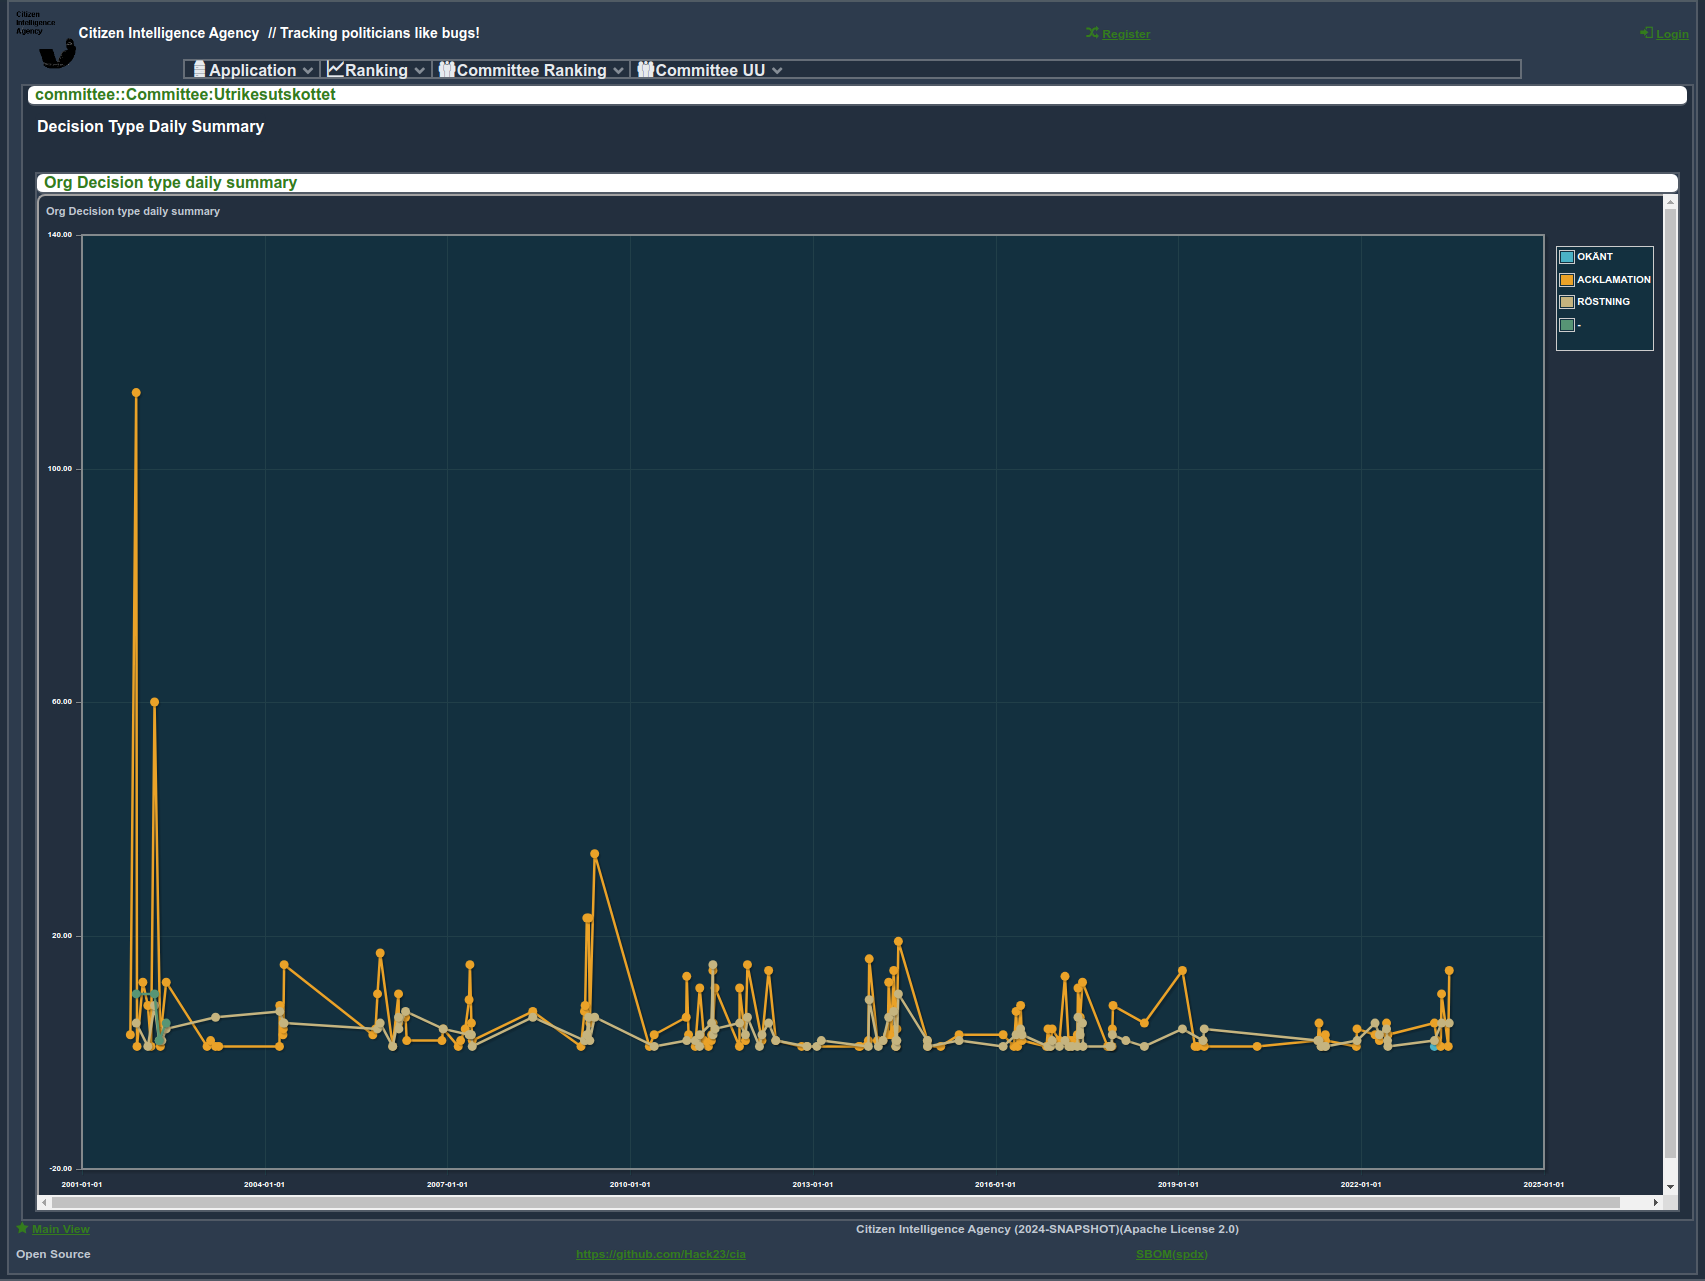 Citizen
Intelligence
Agency
Citizen Intelligence Agency // Tracking politicians like bugs!
Register
Login
Application
Ranking
Committee Ranking
Committee UU
committee::Committee:Utrikesutskottet
Decision Type Daily Summary
Org Decision type daily summary
Org Decision type daily summary
140.00
100.00
60.00
20.00
-20.00
2001-01-01
2004-01-01
2007-01-01
2010-01-01
2013-01-01
2016-01-01
2019-01-01
2022-01-01
2025-01-01
OKÄNT
ACKLAMATION
RÖSTNING
-
Main View
Citizen Intelligence Agency (2024-SNAPSHOT)(Apache License 2.0)
Open Source
https://github.com/Hack23/cia
SBOM(spdx)